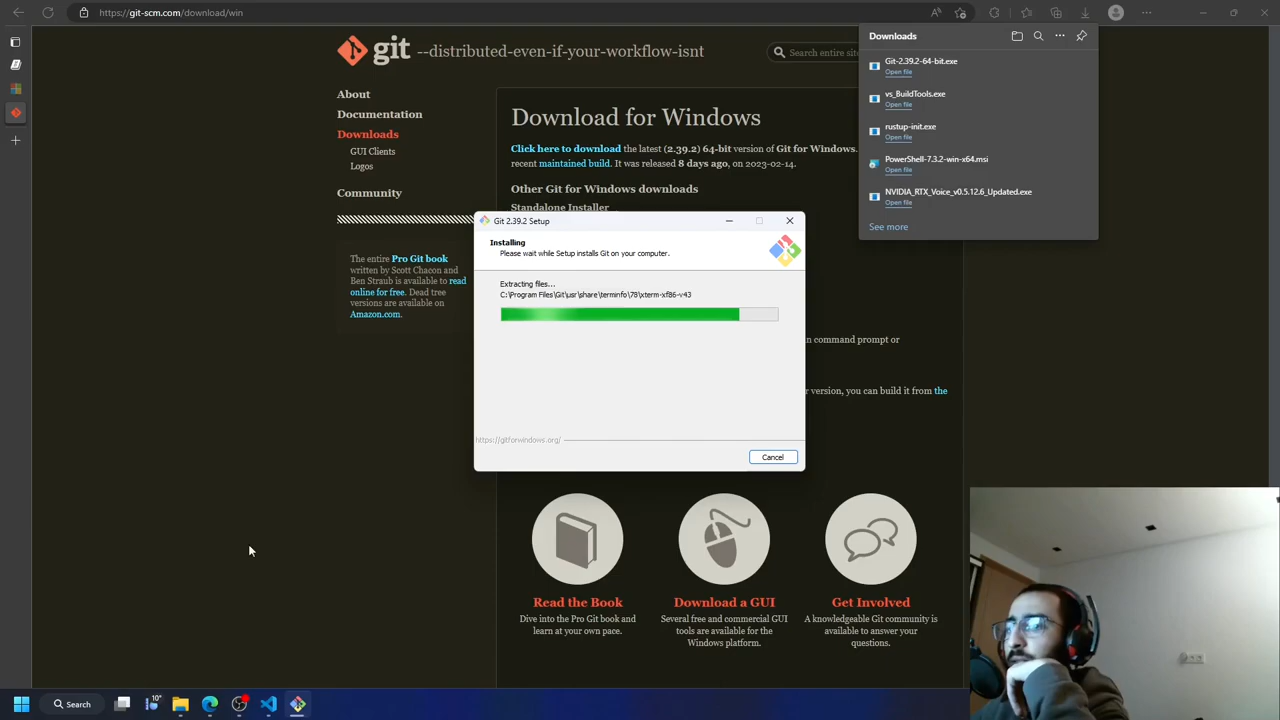 https://git-scm.com/download/win
git --distributed-even-if-your-workflow-isnt
Search entire site
Downloads
Git-2.39.2-64-bit.exe
Open file
vs_BuildTools.exe
Open file
rustup-init.exe
Open file
PowerShell-7.3.2-win-x64.msi
Open file
NVIDIA_RTX_Voice_v0.5.12.6_Updated.exe
Open file
See more
About
Documentation
Downloads
GUI Clients
Logos
Community
The entire Pro Git book
written by Scott Chacon and
Ben Straub is available to read
online for free. Dead tree
versions are available on
Amazon.com.
Download for Windows
Click here to download the latest (2.39.2) 64-bit version of Git for Windows.
recent maintained build. It was released 8 days ago, on 2023-02-14.
Other Git for Windows downloads
Standalone Installer
Git 2.39.2 Setup
Installing
Please wait while Setup installs Git on your computer.
Extracting files...
C:\Program Files\Git\usr\share\terminfo\78\xterm-xf86-v43
https://gitforwindows.org/
Cancel
n command prompt or
r version, you can build it from the
Read the Book
Dive into the Pro Git book and
learn at your own pace.
Download a GUI
Several free and commercial GUI
tools are available for the
Windows platform.
Get Involved
A knowledgeable Git community is
available to answer your
questions.
Search
10°